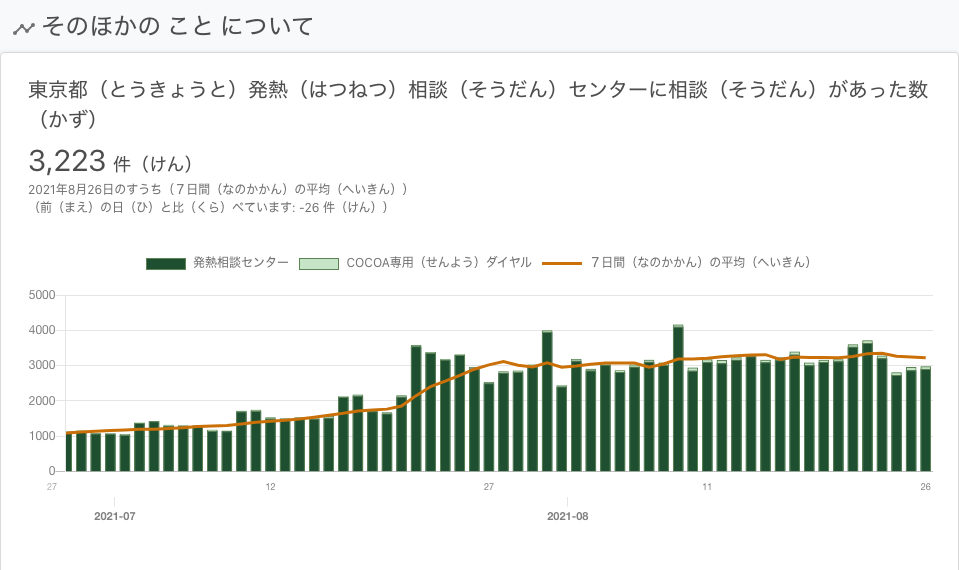 そのほかの こと について
東京都（とうきょうと）発熱（はつねつ）相談（そうだん）センターに相談（そうだん）があった数
（かず）
3,223 件（けん）
2021年8月26日のすうち（７日間（なのかかん）の平均（へいきん））
（前（まえ）の日（ひ）と比（くら）べています: -26 件（けん））
発熱相談センター COCOA専用（せんよう）ダイヤル ７日間（なのかかん）の平均（へいきん）
5000
4000
3000
2000
1000
0
27 12 27 11 26
2021-07 2021-08